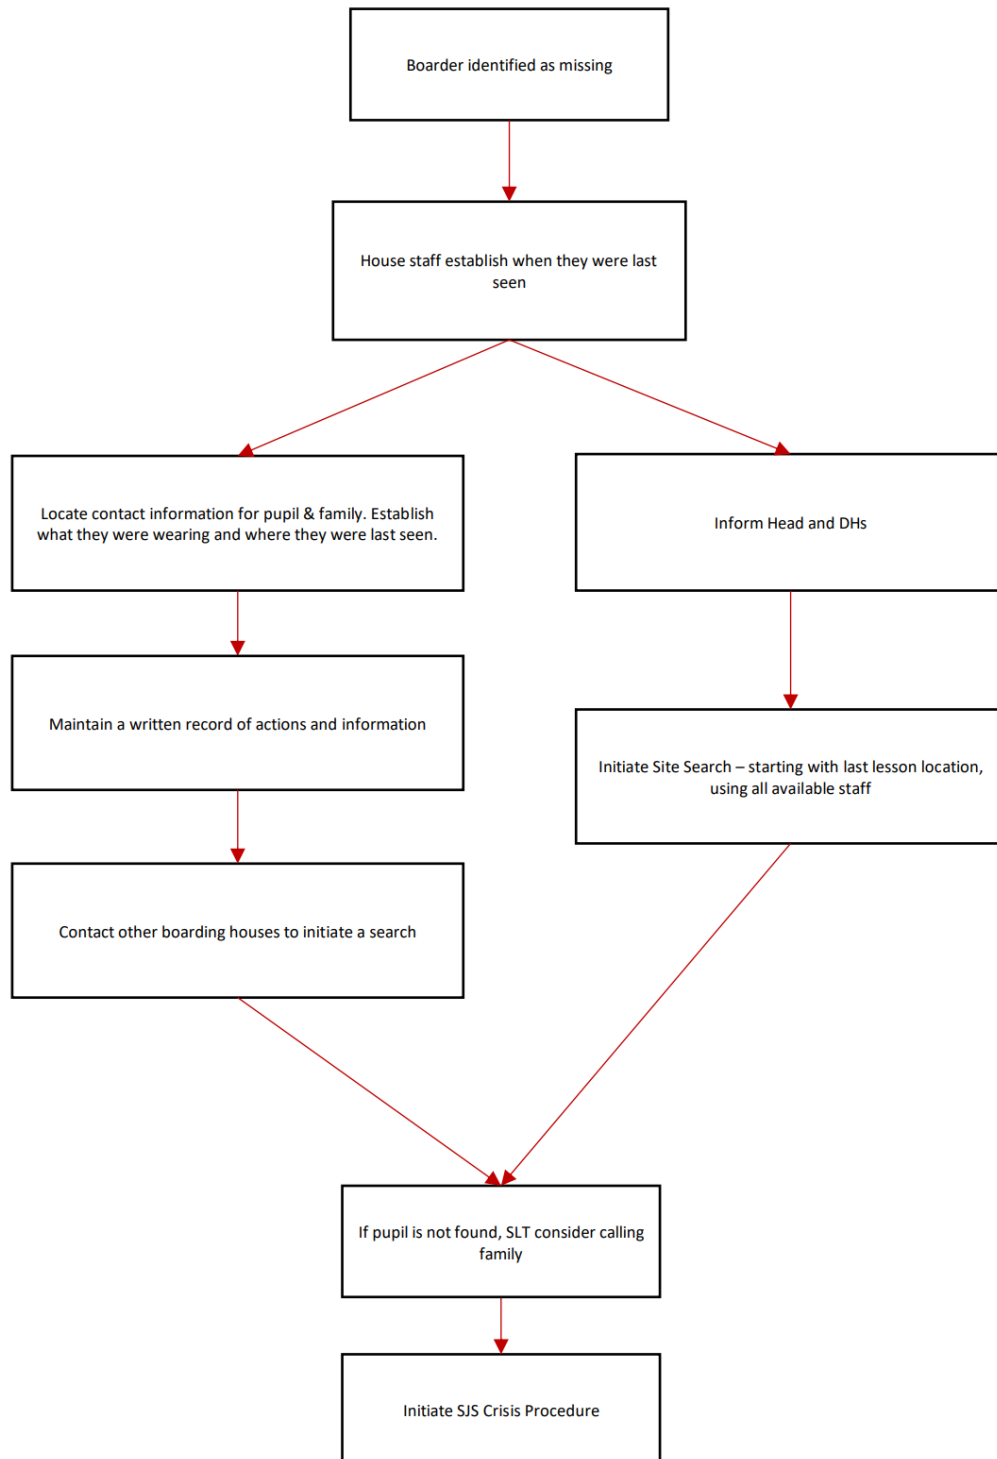 Boarder identified as missing
House staff establish when they were last
seen
Locate contact information for pupil & family. Establish
what they were wearing and where they were last seen.
Inform Head and DHs
Maintain a written record of actions and information
Initiate Site Search – starting with last lesson location,
using all available staff
Contact other boarding houses to initiate a search
If pupil is not found, SLT consider calling
family
Initiate SJS Crisis Procedure